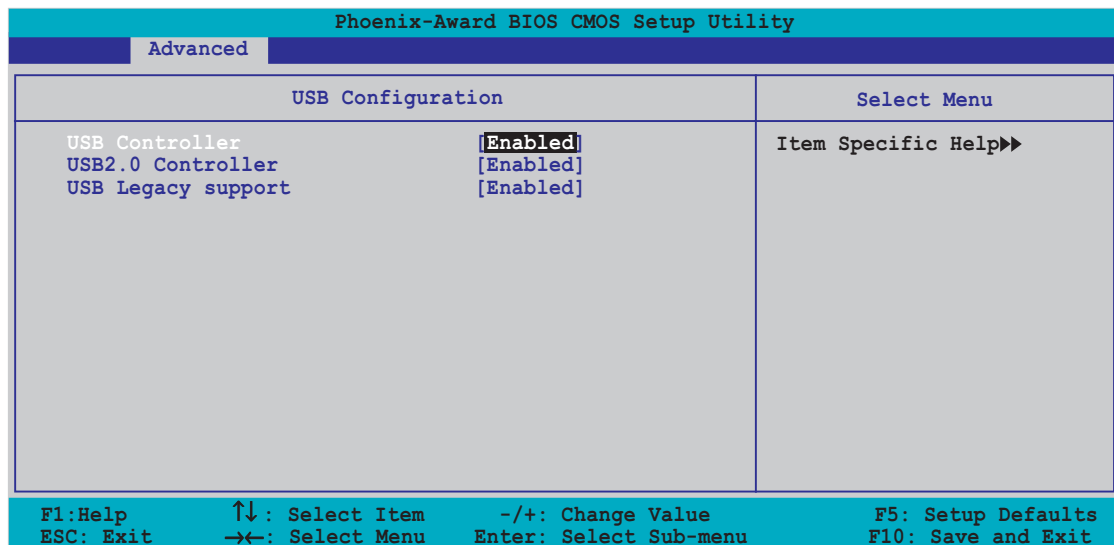 Phoenix-Award BIOS CMOS Setup Utility
Advanced
USB Configuration
Select Menu
USB Controller [Enabled]
USB2.0 Controller [Enabled]
USB Legacy support [Enabled]
Item Specific Help▶▶
F1:Help ↑↓: Select Item -/+: Change Value F5: Setup Defaults
ESC: Exit →←: Select Menu Enter: Select Sub-menu F10: Save and Exit